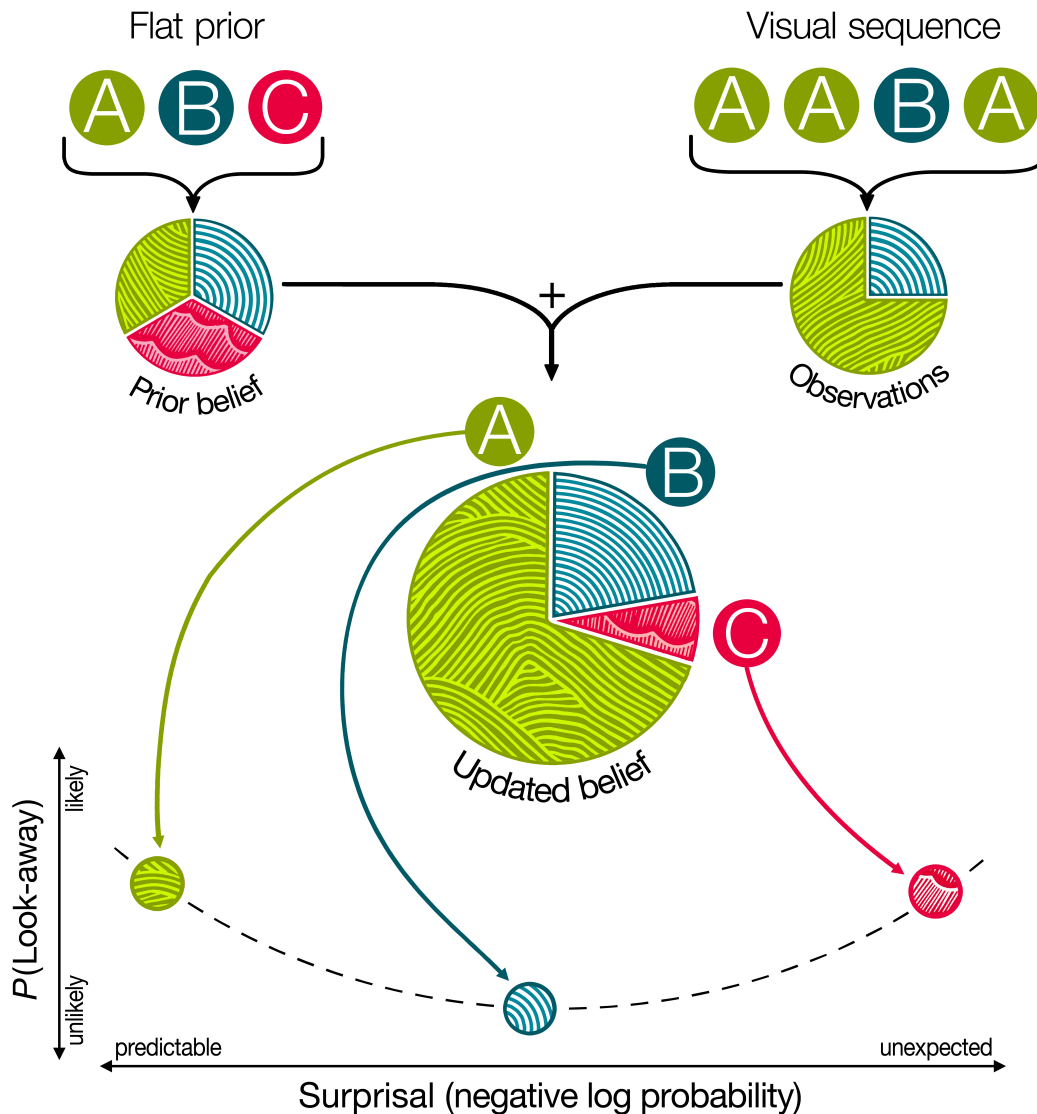 Flat prior
Visual sequence
A B C
A A B A
+
Prior belief
Observations
A
B
C
Updated belief
P(Look-away)
likely
unlikely
predictable
unexpected
Surprisal (negative log probability)